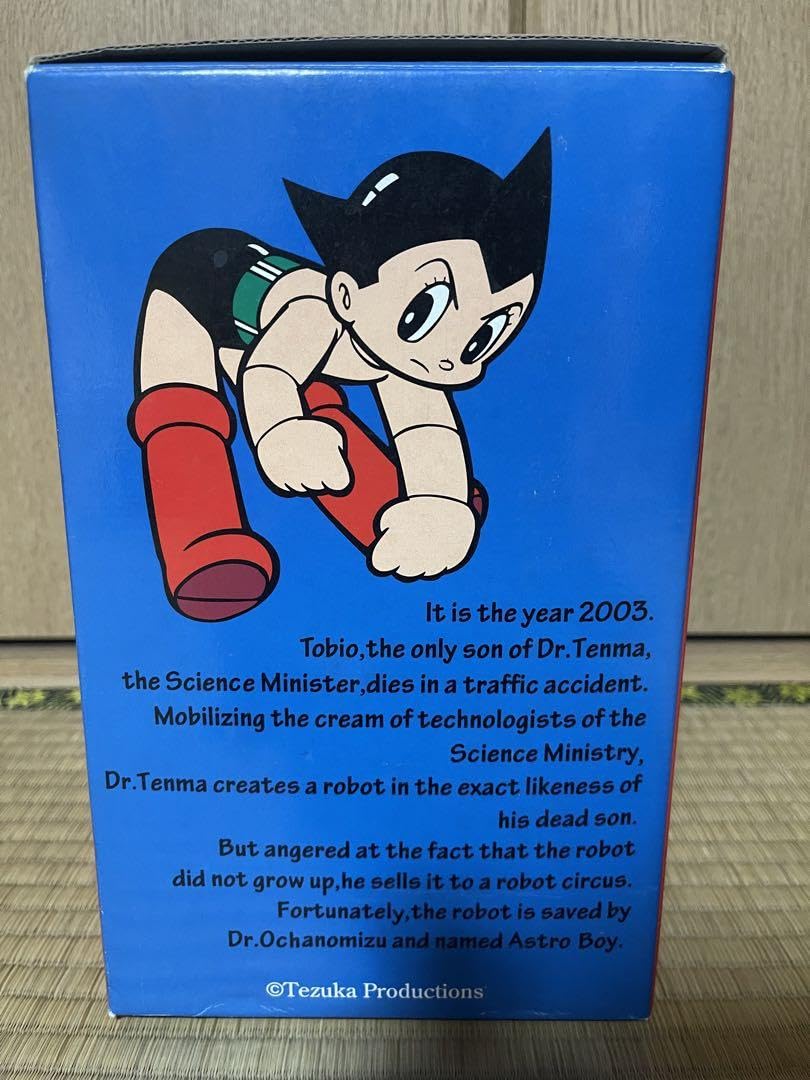 It is the year 2003.
Tobio,the only son of Dr.Tenma,
the Science Minister,dies in a traffic accident.
Mobilizing the cream of technologists of the
Science Ministry,
Dr.Tenma creates a robot in the exact likeness of
his dead son.
But angered at the fact that the robot
did not grow up,he sells it to a robot circus.
Fortunately,the robot is saved by
Dr.Ochanomizu and named Astro Boy.
©Tezuka Productions